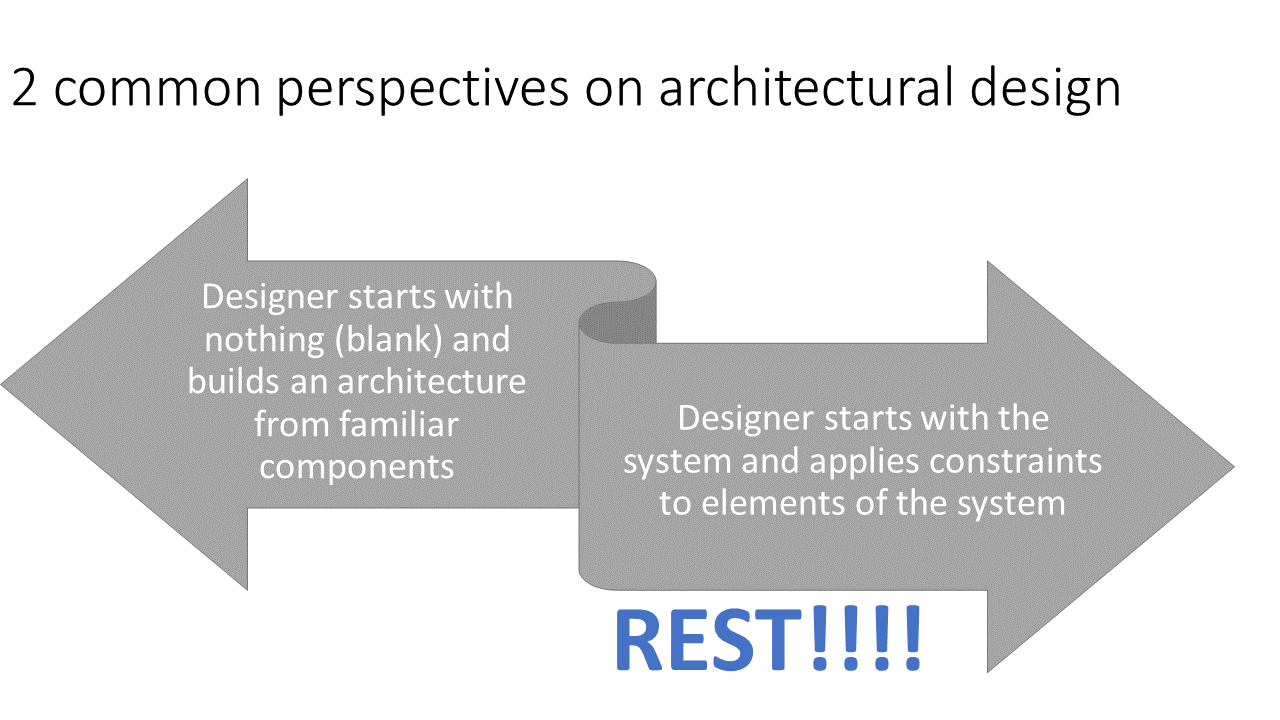 2 common perspectives on architectural design
Designer starts with
nothing (blank) and
builds an architecture
from familiar
components
Designer starts with the
system and applies constraints
to elements of the system
REST!!!!